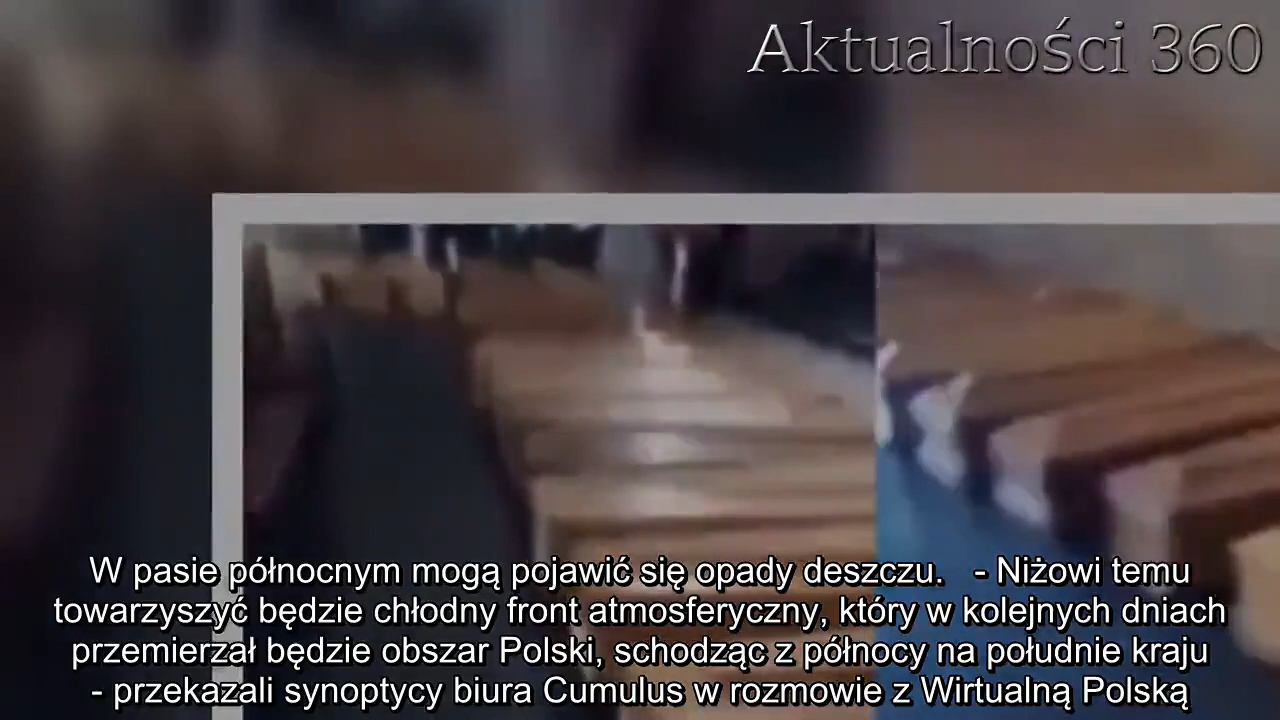 Aktualności 360
W pasie północnym mogą pojawić się opady deszczu.   - Niżowi temu
towarzyszyć będzie chłodny front atmosferyczny, który w kolejnych dniach
przemierzał będzie obszar Polski, schodząc z północy na południe kraju
- przekazali synoptycy biura Cumulus w rozmowie z Wirtualną Polską